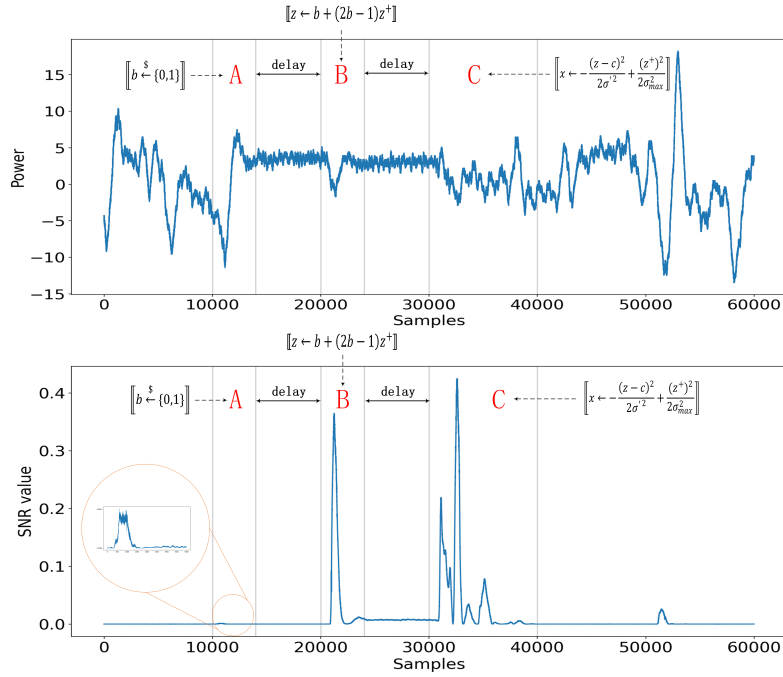 ⟦z ← b + (2b − 1)z⁺⟧
⟦b ←$ {0,1}⟧
A
delay
B
delay
C
⟦x ← −(z − c)²/2σ'² + (z⁺)²/2σ²max⟧
Power
15
10
5
0
−5
−10
−15
0
10000
20000
30000
40000
50000
60000
Samples
⟦z ← b + (2b − 1)z⁺⟧
⟦b ←$ {0,1}⟧
A
delay
B
delay
C
⟦x ← −(z − c)²/2σ'² + (z⁺)²/2σ²max⟧
SNR value
0.4
0.3
0.2
0.1
0.0
0
10000
20000
30000
40000
50000
60000
Samples